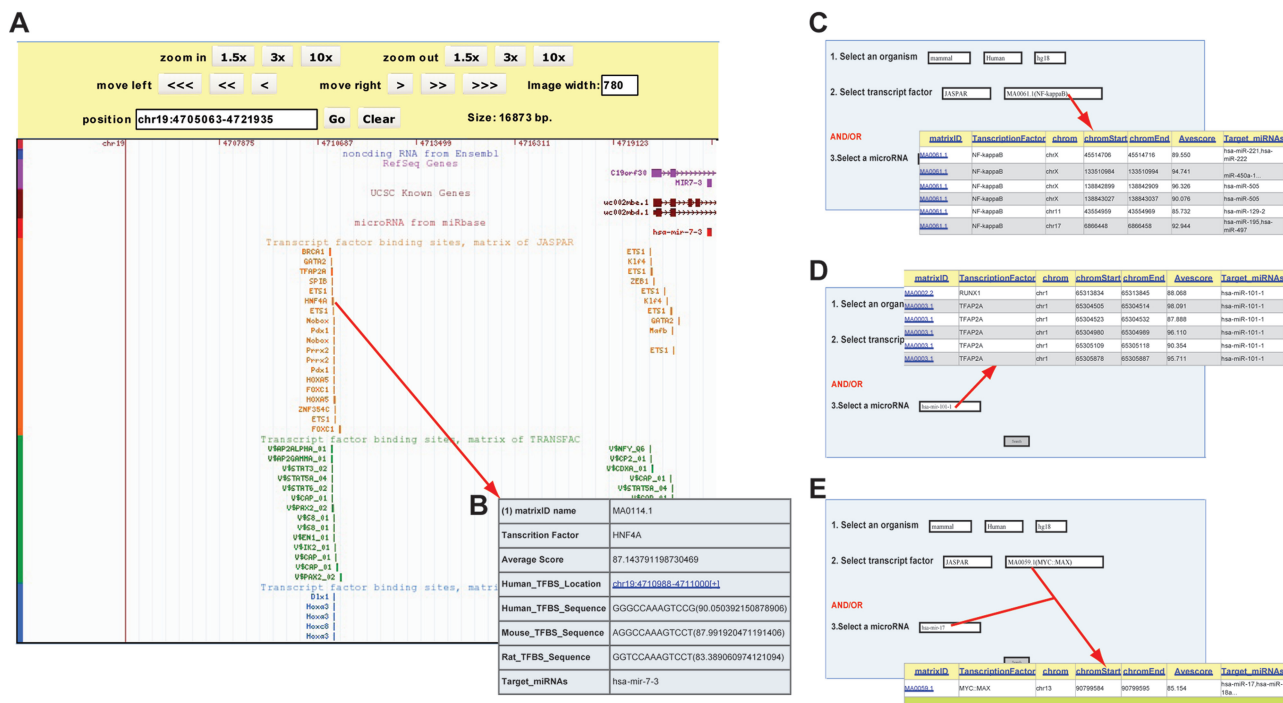 A
zoom in 1.5x 3x 10x zoom out 1.5x 3x 10x
move left <<< << < move right > >> >>> Image width: 780
position chr19:4705063-4721935 Go Clear Size: 16873 bp.
chr19 4707875 4710687 4713499 4716311 4719123
noncding RNA from Ensembl
RefSeq Genes
C19orf30
MIR7-3
UCSC Known Genes
uc002mbe.1
uc002mbd.1
microRNA from miRbase
hsa-mir-7-3
Transcript factor binding sites, matrix of JASPAR
BRCA1 ETS1
GATA2 Klf4
TFAP2A ETS1
SPIB ZEB1
ETS1 ETS1
HNF4A Klf4
ETS1 ETS1
Nobox GATA2
Pdx1 Mafb
Nobox
Prrx2 ETS1
Prrx2
Pdx1
HOXA5
FOXC1
HOXA5
ZNF354C
ETS1
FOXC1
Transcript factor binding sites, matrix of TRANSFAC
V$AP2ALPHA_01 V$NFY_Q6
V$AP2GAMMA_01 V$CP2_01
V$STAT3_02 V$CDXA_01
V$STAT5A_04 V$CAP_01
V$STAT6_02 V$STAT5A_04
V$CAP_01 V$CAP_01
V$PAX2_02
V$S8_01
V$S8_01
V$EN1_01
V$IK2_01
V$CAP_01
V$CAP_01
V$PAX2_02
Transcript factor binding sites, mat
Dlx1
Hoxa3
Hoxa3
Hoxc8
Hoxa3
B
(1) matrixID name MA0114.1
Tanscrition Factor HNF4A
Average Score 87.143791198730469
Human_TFBS_Location chr19:4710988-4711000[+]
Human_TFBS_Sequence GGGCCAAAGTCCG(90.050392150878906)
Mouse_TFBS_Sequence AGGCCAAAGTCCT(87.991920471191406)
Rat_TFBS_Sequence GGTCCAAAGTCCT(83.389060974121094)
Target_miRNAs hsa-mir-7-3
C
1. Select an organism mammal Human hg18
2. Select transcript factor JASPAR MA0061.1(NF-kappaB)
AND/OR
3.Select a microRNA
matrixID TanscriptionFactor chrom chromStart chromEnd Avescore Target_miRNAs
MA0061.1 NF-kappaB chrX 45514706 45514716 89.550 hsa-miR-221,hsa-miR-222
MA0061.1 NF-kappaB chrX 133510984 133510994 94.741 miR-450a-1...
MA0061.1 NF-kappaB chrX 138842899 138842909 96.326 hsa-miR-505
MA0061.1 NF-kappaB chrX 138843027 138843037 90.076 hsa-miR-505
MA0061.1 NF-kappaB chr11 43554959 43554969 85.732 hsa-miR-129-2
MA0061.1 NF-kappaB chr17 6866448 6866458 92.944 hsa-miR-195,hsa-miR-497
D
matrixID TanscriptionFactor chrom chromStart chromEnd Avescore Target_miRNAs
MA0002.2 RUNX1 chr1 65313834 65313845 88.068 hsa-miR-101-1
MA0003.1 TFAP2A chr1 65304505 65304514 98.091 hsa-miR-101-1
MA0003.1 TFAP2A chr1 65304523 65304532 87.888 hsa-miR-101-1
MA0003.1 TFAP2A chr1 65304980 65304989 96.110 hsa-miR-101-1
MA0003.1 TFAP2A chr1 65305109 65305118 90.354 hsa-miR-101-1
MA0003.1 TFAP2A chr1 65305878 65305887 95.711 hsa-miR-101-1
1. Select an organ
2. Select transcrip
AND/OR
3.Select a microRNA hsa-mir-101-1
E
1. Select an organism mammal Human hg18
2. Select transcript factor JASPAR MA0059.1(MYC::MAX)
AND/OR
3.Select a microRNA hsa-mir-17
matrixID TanscriptionFactor chrom chromStart chromEnd Avescore Target_miRNAs
MA0059.1 MYC::MAX chr13 90799584 90799595 85.154 hsa-miR-17,hsa-miR-18a...